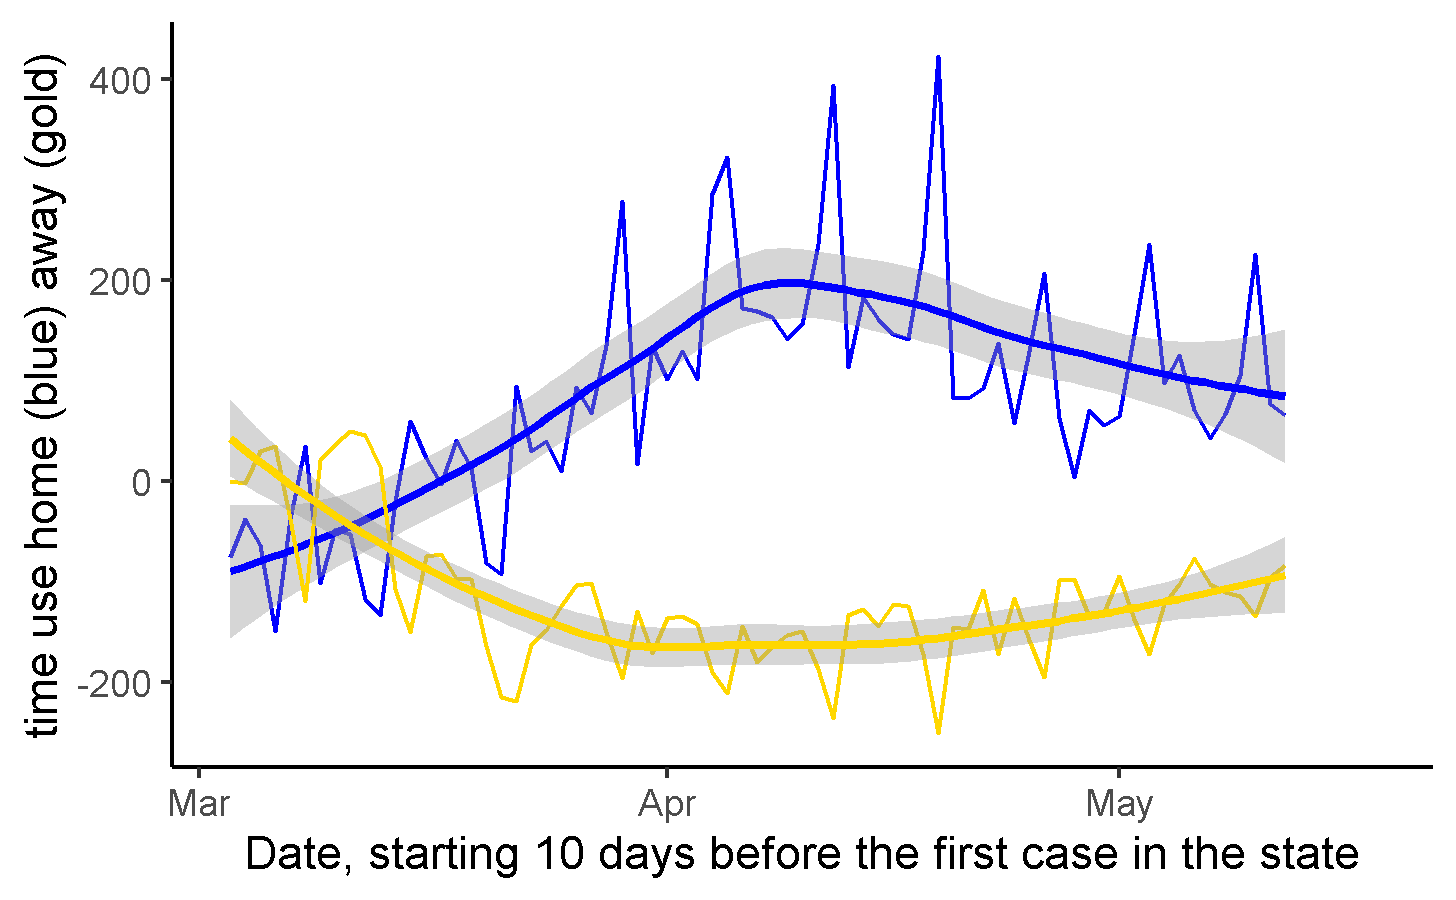 time use home (blue) away (gold)
400
200
0
-200
Mar
Apr
May
Date, starting 10 days before the first case in the state